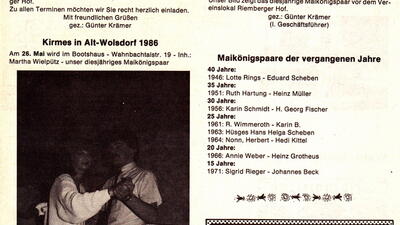 ger Hof.
Zu allen Terminen möchten wir Sie recht herzlich einladen.
Mit freundlichen Grüßen
gez.: Günter Krämer
Kirmes in Alt-Wolsdorf 1986
Am 26. Mai wird im Bootshaus - Wahnbachtalstr. 19 - Inh.:
Martha Wielpütz - unser diesjähriges Maikönigspaar
Unser Bild zeigt das diesjährige Maikönigspaar vor dem Ver-
einslokal Riemberger Hof.
gez.: Günter Krämer
(I. Geschäftsführer)
Maikönigspaare der vergangenen Jahre
40 Jahre:
1946: Lotte Rings - Eduard Scheben
35 Jahre:
1951: Ruth Hartung - Heinz Müller
30 Jahre:
1956: Karin Schmidt - H. Georg Fischer
25 Jahre:
1961: R. Wimmeroth - Karin B.
1963: Hüsges Hans Helga Scheben
1964: Nonn, Herbert - Hedi Kittel
20 Jahre:
1966: Annie Weber - Heinz Grotheus
15 Jahre:
1971: Sigrid Rieger - Johannes Beck